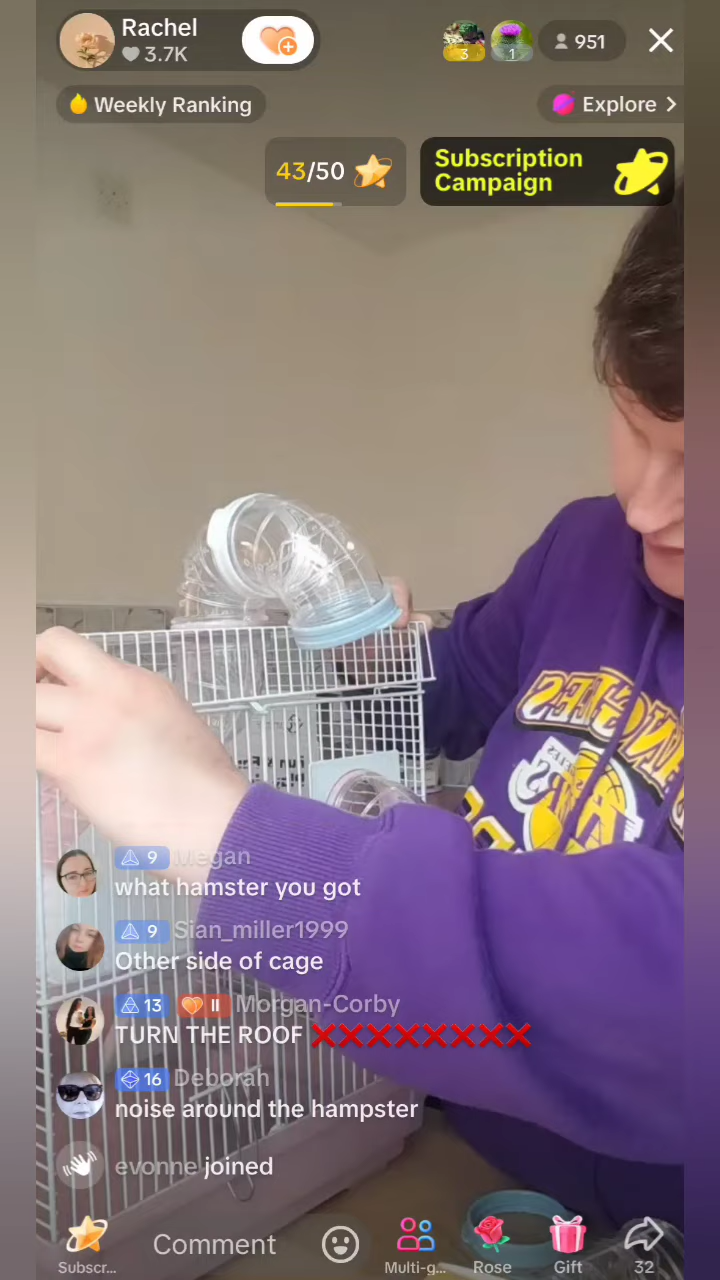 Rachel
3.7K
3
1
951
Weekly Ranking
Explore
43/50
Subscription
Campaign
9 Megan
what hamster you got
9 Sian_miller1999
Other side of cage
13 II Morgan-Corby
TURN THE ROOF ❌❌❌❌❌❌❌❌
16 Deborah
noise around the hampster
evonne joined
Subscr...
Comment
Multi-g...
Rose
Gift
32